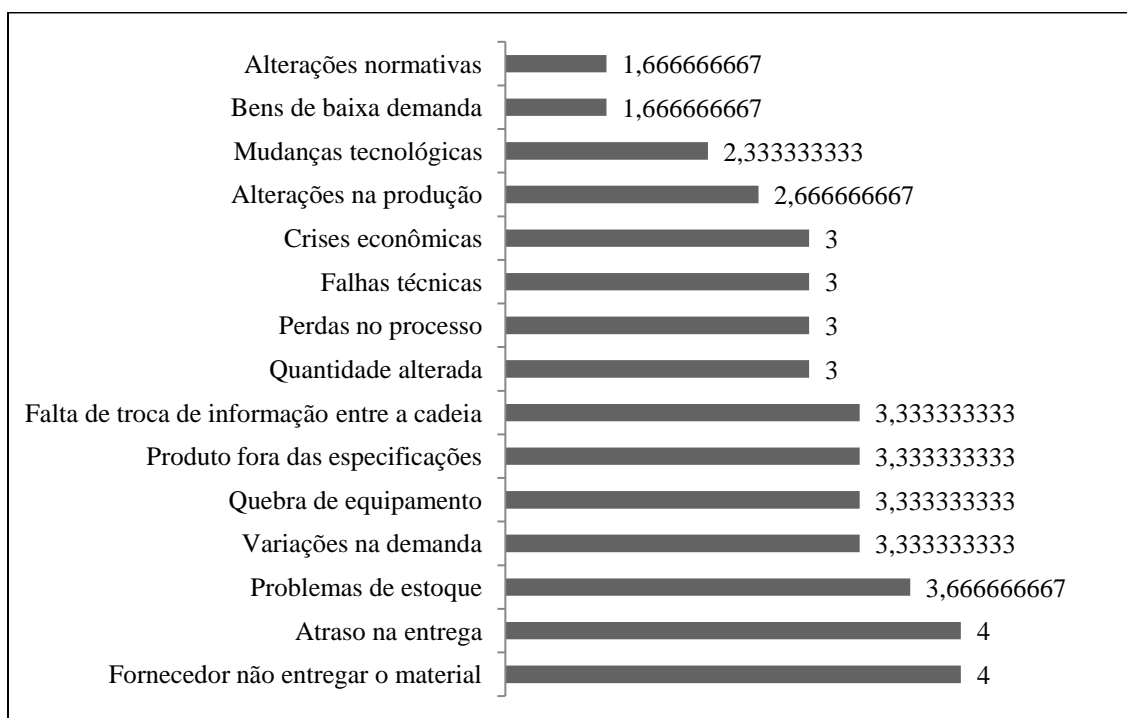 Alterações normativas 1,666666667
Bens de baixa demanda 1,666666667
Mudanças tecnológicas 2,333333333
Alterações na produção 2,666666667
Crises econômicas 3
Falhas técnicas 3
Perdas no processo 3
Quantidade alterada 3
Falta de troca de informação entre a cadeia 3,333333333
Produto fora das especificações 3,333333333
Quebra de equipamento 3,333333333
Variações na demanda 3,333333333
Problemas de estoque 3,666666667
Atraso na entrega 4
Fornecedor não entregar o material 4